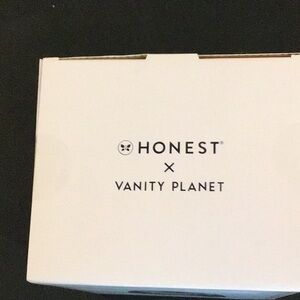 HONEST®
×
VANITY PLANET